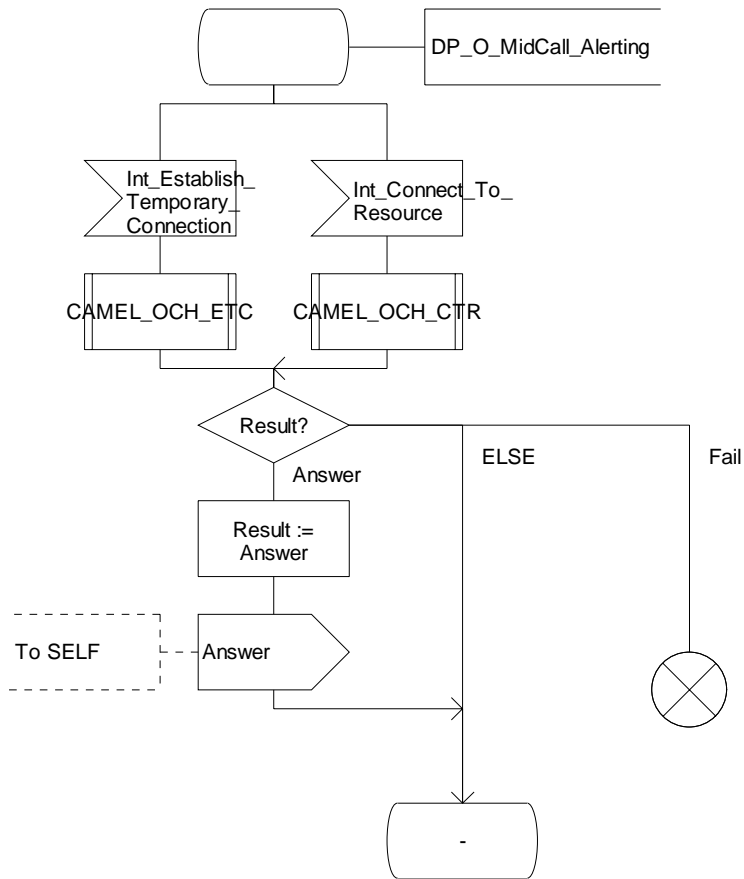 DP_O_MidCall_Alerting
Int_Establish_
Temporary_
Connection
Int_Connect_To_
Resource
CAMEL_OCH_ETC
CAMEL_OCH_CTR
Result?
ELSE
Fail
Answer
Result :=
Answer
To SELF
Answer
-